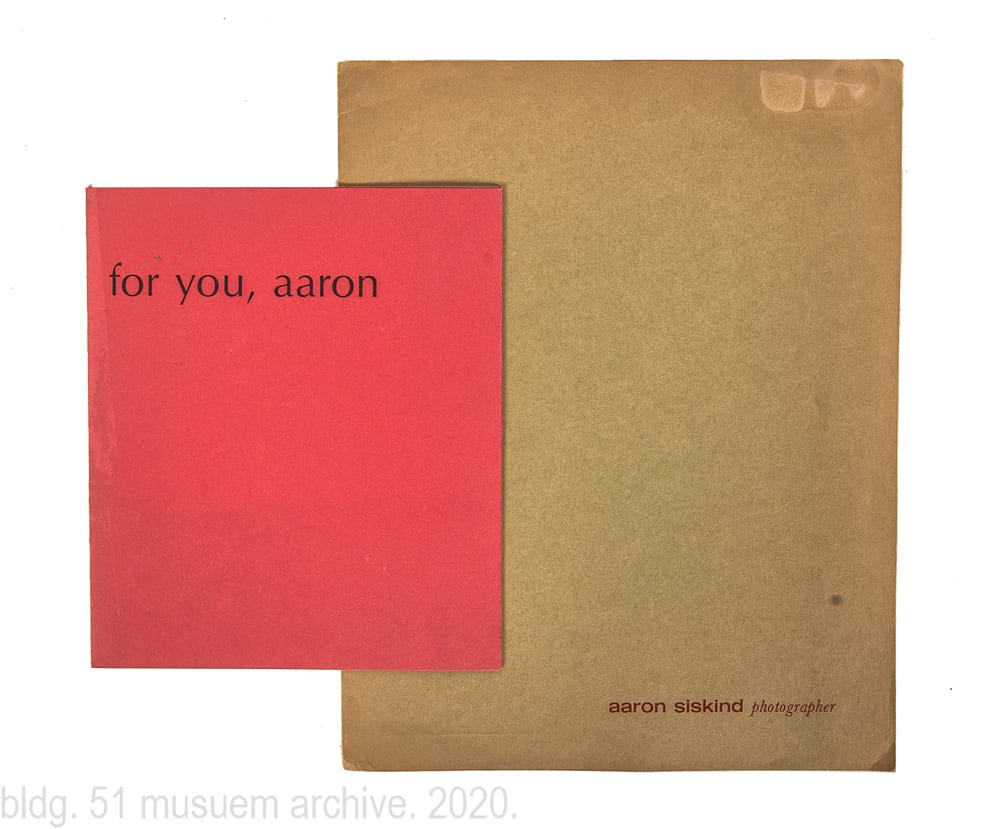 for you, aaron
aaron siskind photographer
bldg. 51 musuem archive. 2020.